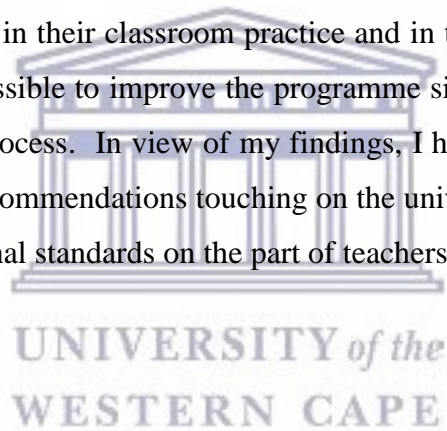 in their classroom practice and in t
ssible to improve the programme si
ocess. In view of my findings, I h
commendations touching on the univ
nal standards on the part of teachers
UNIVERSITY of the
WESTERN CAPE